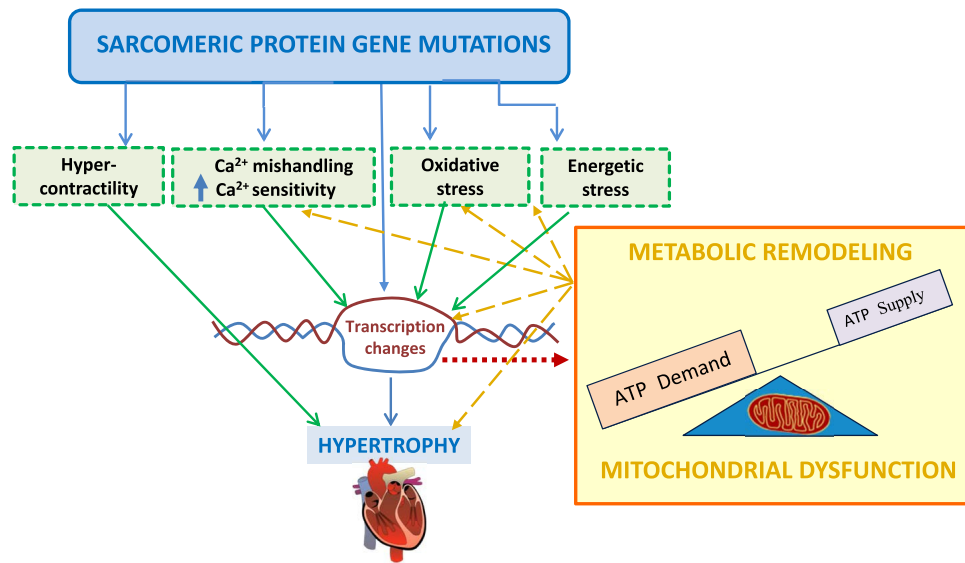 SARCOMERIC PROTEIN GENE MUTATIONS
Hyper-
contractility
Ca²⁺ mishandling
Ca²⁺ sensitivity
Oxidative
stress
Energetic
stress
METABOLIC REMODELING
ATP Supply
ATP Demand
MITOCHONDRIAL DYSFUNCTION
Transcription
changes
HYPERTROPHY